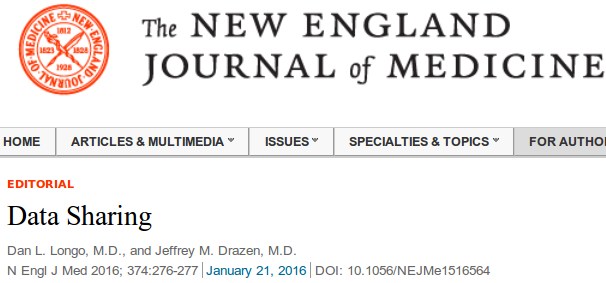 The NEW ENGLAND
JOURNAL of MEDICINE
NEW·ENGLAND·JOURNAL·OF·MEDICINE
1812
1823 1828
1928
HOME ARTICLES & MULTIMEDIA ISSUES SPECIALTIES & TOPICS FOR AUTHO
EDITORIAL
Data Sharing
Dan L. Longo, M.D., and Jeffrey M. Drazen, M.D.
N Engl J Med 2016; 374:276-277 | January 21, 2016 | DOI: 10.1056/NEJMe1516564